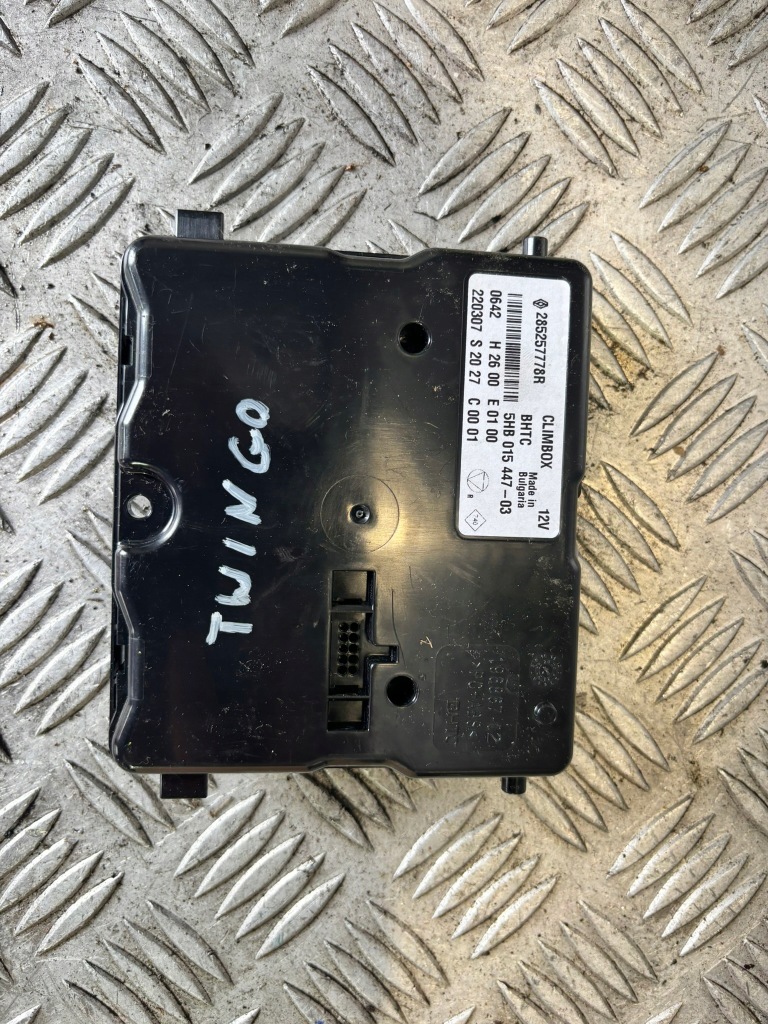 285257778R CLIMBOX 12V
BHTC Made in
Bulgaria
5HB 015 447-03
0642 H 26 00 E 01 00
220307 S 20 27 C 00 01
R
740
TWINGO